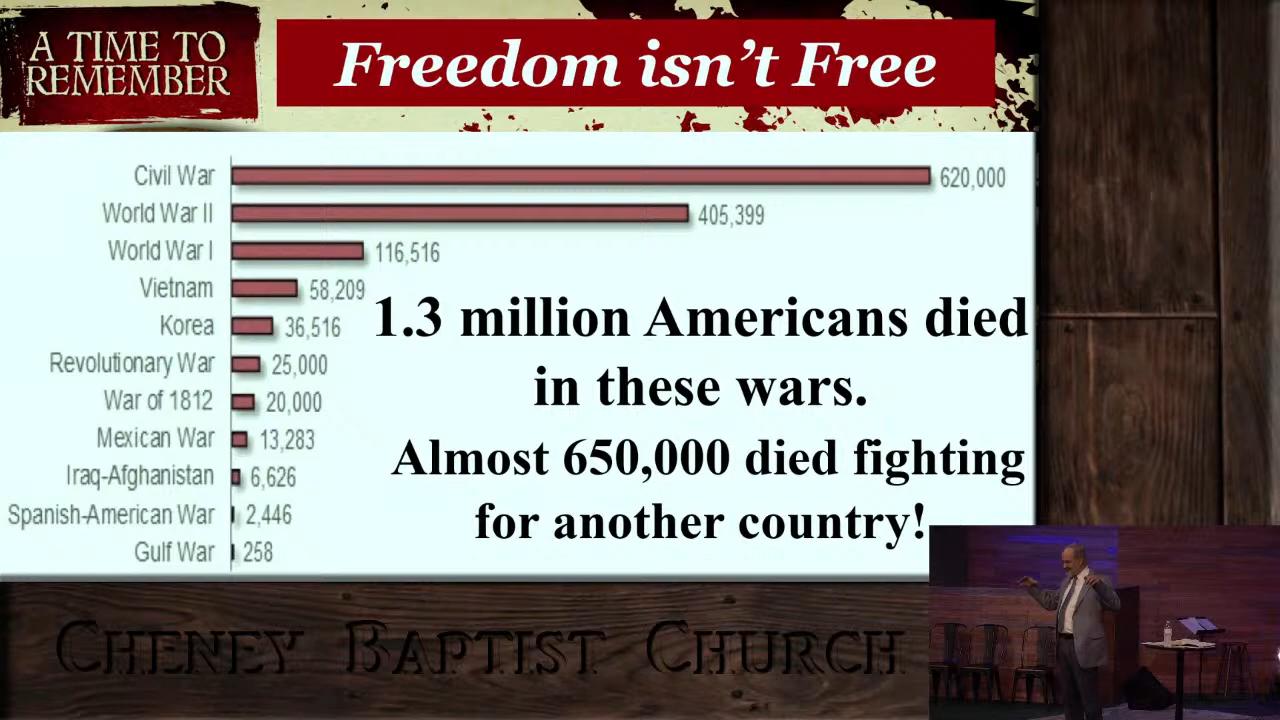 A TIME TO
REMEMBER
Freedom isn't Free
Civil War 620,000
World War II 405,399
World War I 116,516
Vietnam 58,209
Korea 36,516
Revolutionary War 25,000
War of 1812 20,000
Mexican War 13,283
Iraq-Afghanistan 6,626
Spanish-American War 2,446
Gulf War 258
1.3 million Americans died
in these wars.
Almost 650,000 died fighting
for another country!
CHENEY BAPTIST CHURCH